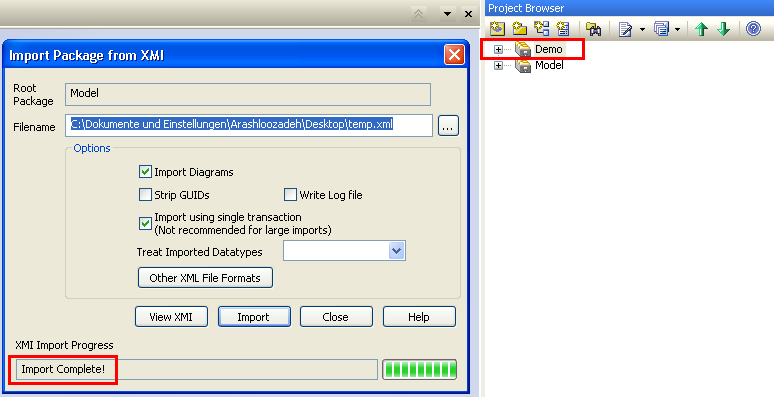 Project Browser
Import Package from XMI
Root
Package
Model
Filename
C:\Dokumente und Einstellungen\Arashloozadeh\Desktop\temp.xml
...
Options
Import Diagrams
Strip GUIDs
Write Log file
Import using single transaction
(Not recommended for large imports)
Treat Imported Datatypes
Other XML File Formats
View XMI
Import
Close
Help
XMI Import Progress
Import Complete!
Demo
Model